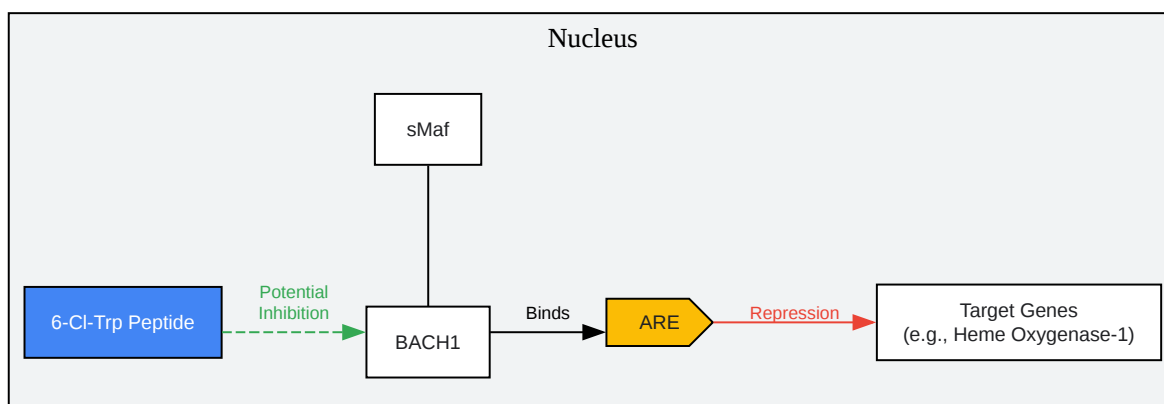 Nucleus
sMaf
6-Cl-Trp Peptide
Potential
Inhibition
BACH1
Binds
ARE
Repression
Target Genes
(e.g., Heme Oxygenase-1)